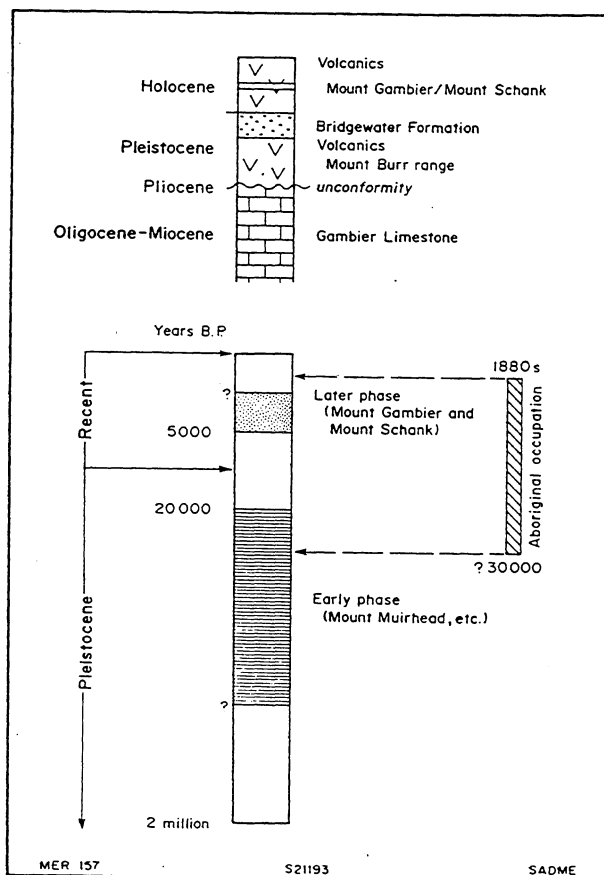 Volcanics
Holocene
Mount Gambier/Mount Schank
Bridgewater Formation
Pleistocene
Volcanics
Mount Burr range
Pliocene
unconformity
Oligocene-Miocene
Gambier Limestone
Years B.P.
1880s
?
Later phase
(Mount Gambier and
Mount Schank)
Recent
5000
Aboriginal occupation
20 000
? 30000
Early phase
(Mount Muirhead, etc.)
Pleistocene
?
2 million
MER 157
S21193
SADME